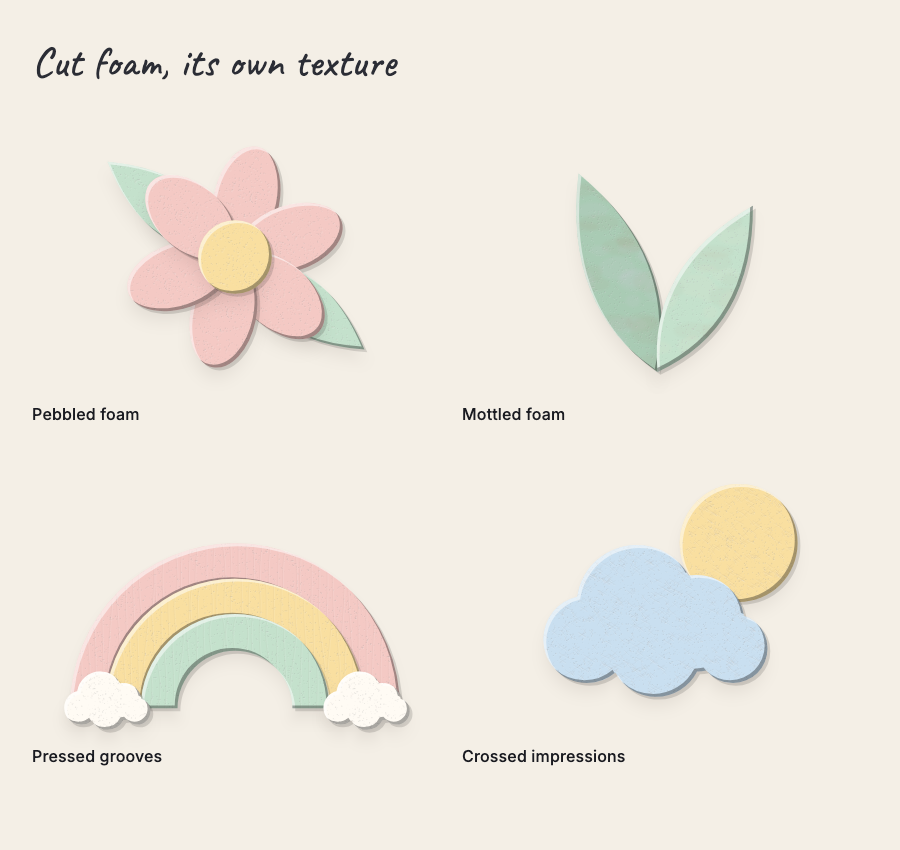 Cut foam, its own texture
Pebbled foam
Mottled foam
Pressed grooves
Crossed impressions